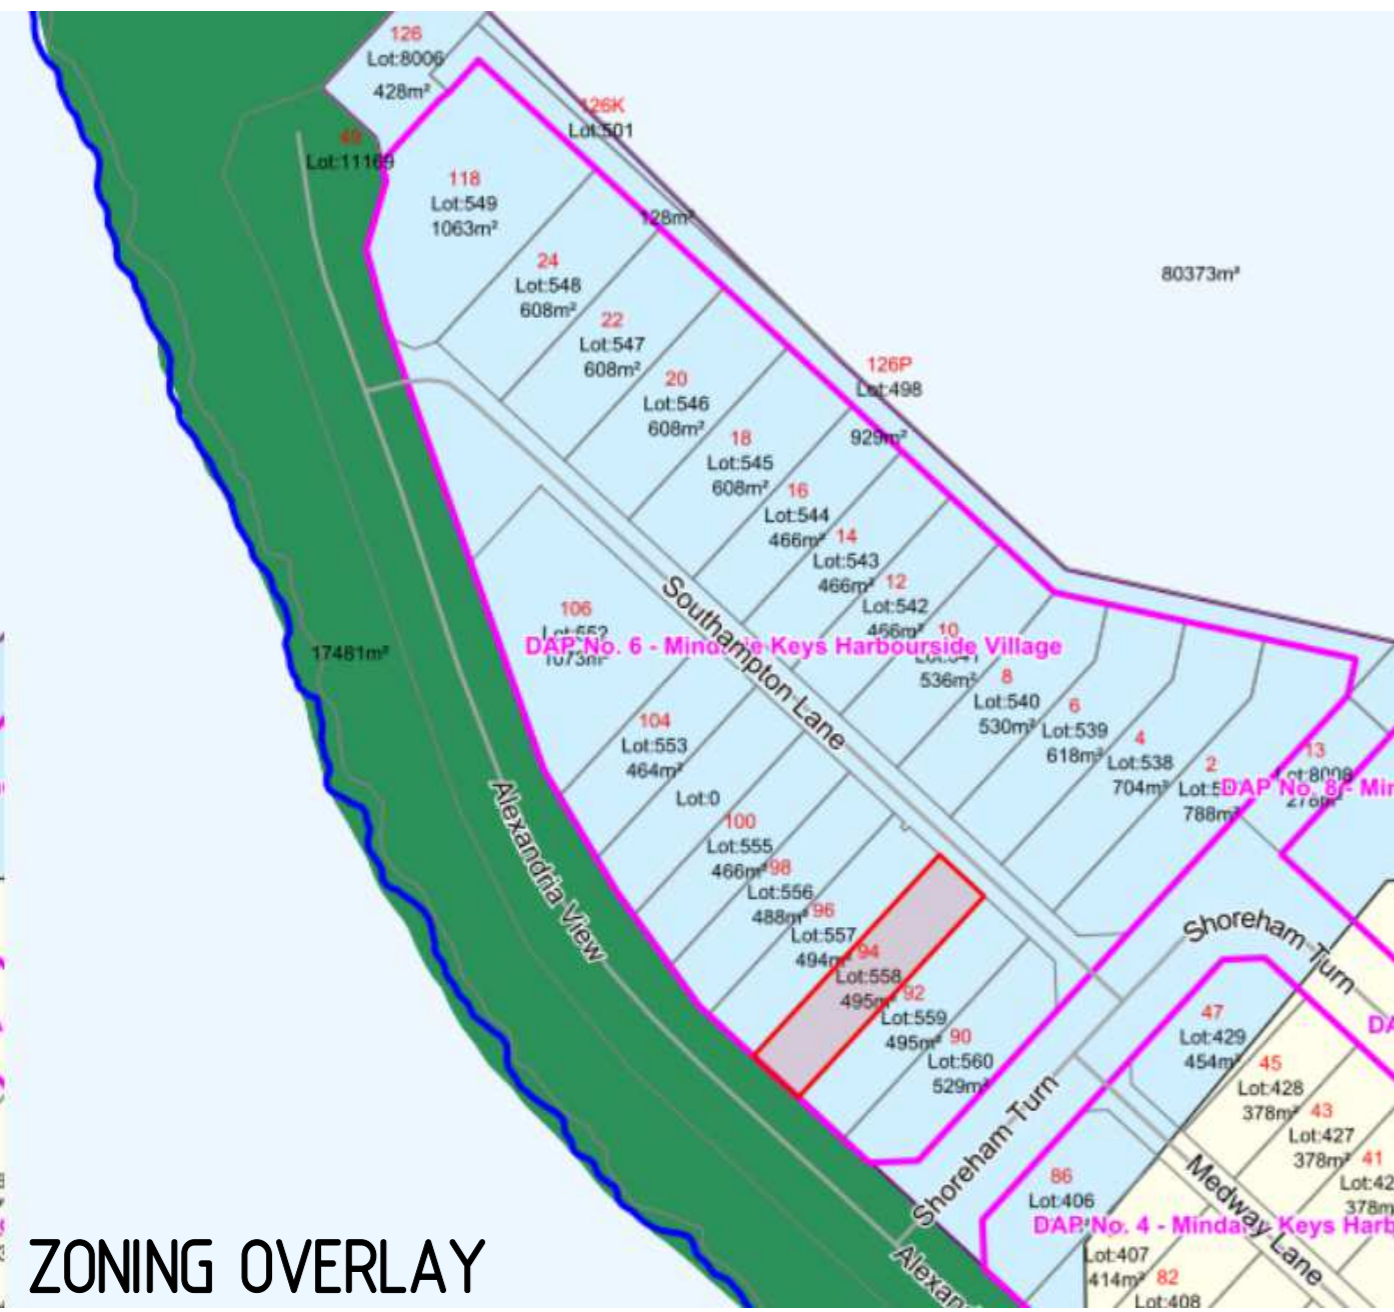 126
Lot:8006
428m²
126K
Lot:501
49
Lot:11169
118
Lot:549
1063m²
128m²
24
Lot:548
608m²
80373m²
22
Lot:547
608m²
126P
Lot:498
929m²
20
Lot:546
608m²
18
Lot:545
608m²
16
Lot:544
466m²
14
Lot:543
466m²
12
Lot:542
466m²
10
536m²
Southampton Lane
106
1073m²
DAP No. 6 - Mindarie Keys Harbourside Village
17481m²
8
Lot:540
530m²
6
Lot:539
618m²
4
Lot:538
704m²
2
788m²
13
Lot:8008
278m²
DAP No. 8 - Min
104
Lot:553
464m²
Lot:0
100
Lot:555
466m²
98
Lot:556
488m²
96
Lot:557
494m²
94
Lot:558
495m²
92
Lot:559
495m²
90
Lot:560
529m²
Alexandria View
Shoreham Turn
DA
47
Lot:429
454m²
45
Lot:428
378m²
43
Lot:427
378m²
41
Lot:42
378m
Shoreham Turn
Medway Lane
86
Lot:406
DAP No. 4 - Mindarie Keys Harb
Lot:407
414m²
82
Lot:408
Alexan
ZONING OVERLAY